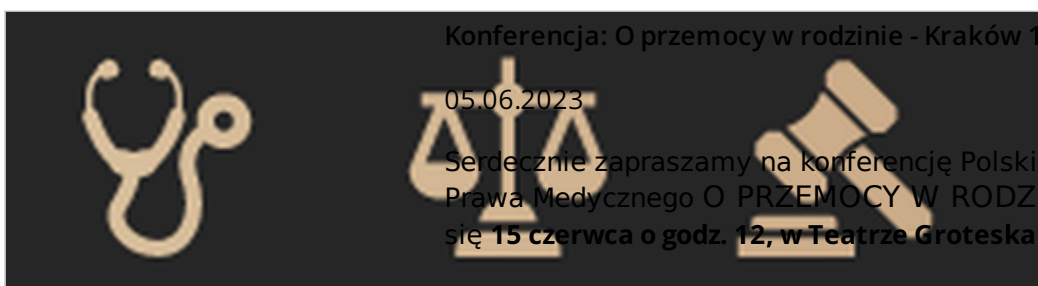 Konferencja: O przemocy w rodzinie - Kraków 1
05.06.2023
Serdecznie zapraszamy na konferencję Polski
Prawa Medycznego O PRZEMOCY W RODZ
się 15 czerwca o godz. 12, w Teatrze Groteska